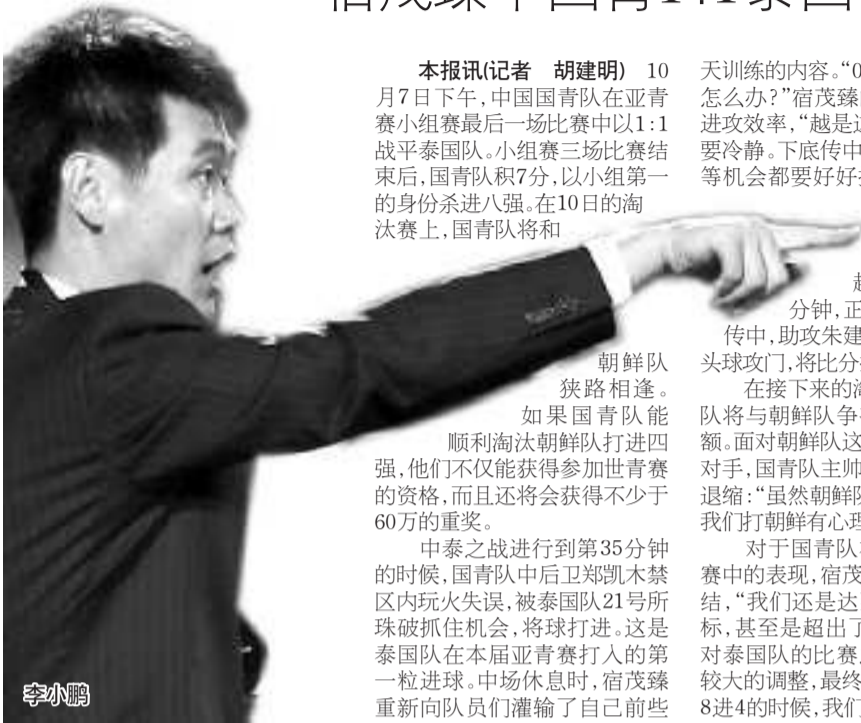 本报讯(记者　胡建明)　10
月7日下午,中国国青队在亚青
赛小组赛最后一场比赛中以1:1
战平泰国队。小组赛三场比赛结
束后,国青队积7分,以小组第一
的身份杀进八强。在10日的淘
汰赛上,国青队将和
朝鲜队
狭路相逢。
如果国青队能
顺利淘汰朝鲜队打进四
强,他们不仅能获得参加世青赛
的资格,而且还将会获得不少于
60万的重奖。
中泰之战进行到第35分钟
的时候,国青队中后卫郑凯木禁
区内玩火失误,被泰国队21号所
珠破抓住机会,将球打进。这是
泰国队在本届亚青赛打入的第
一粒进球。中场休息时,宿茂臻
重新向队员们灌输了自己前些
天训练的内容。“0
怎么办?”宿茂臻
进攻效率,“越是
要冷静。下底传中
等机会都要好好
分钟,正
传中,助攻朱建
头球攻门,将比分
在接下来的
队将与朝鲜队争
额。面对朝鲜队这
对手,国青队主帅
退缩:“虽然朝鲜
我们打朝鲜有心理
对于国青队
赛中的表现,宿茂
结,“我们还是达
标,甚至是超出了
对泰国队的比赛
较大的调整,最终
8进4的时候,我们
李小鹏